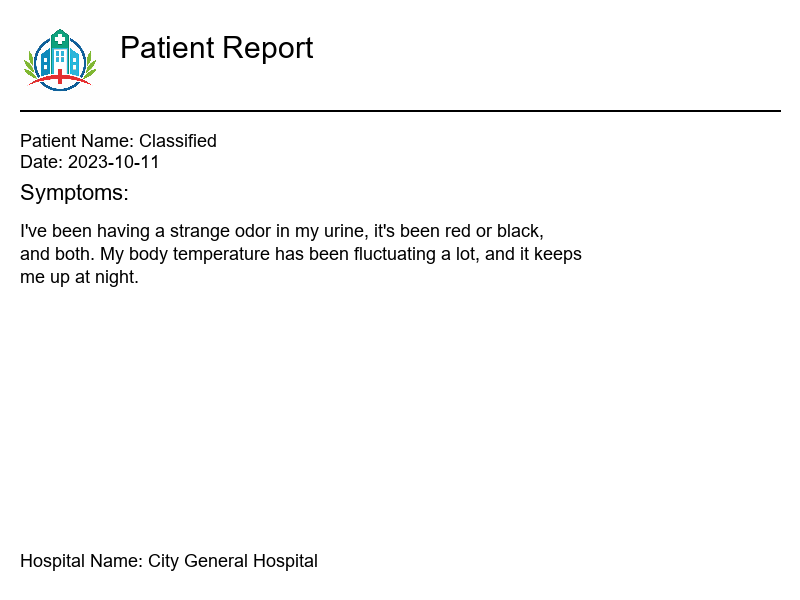 Patient Report
Patient Name: Classified
Date: 2023-10-11
Symptoms:
I've been having a strange odor in my urine, it's been red or black,
and both. My body temperature has been fluctuating a lot, and it keeps
me up at night.
Hospital Name: City General Hospital